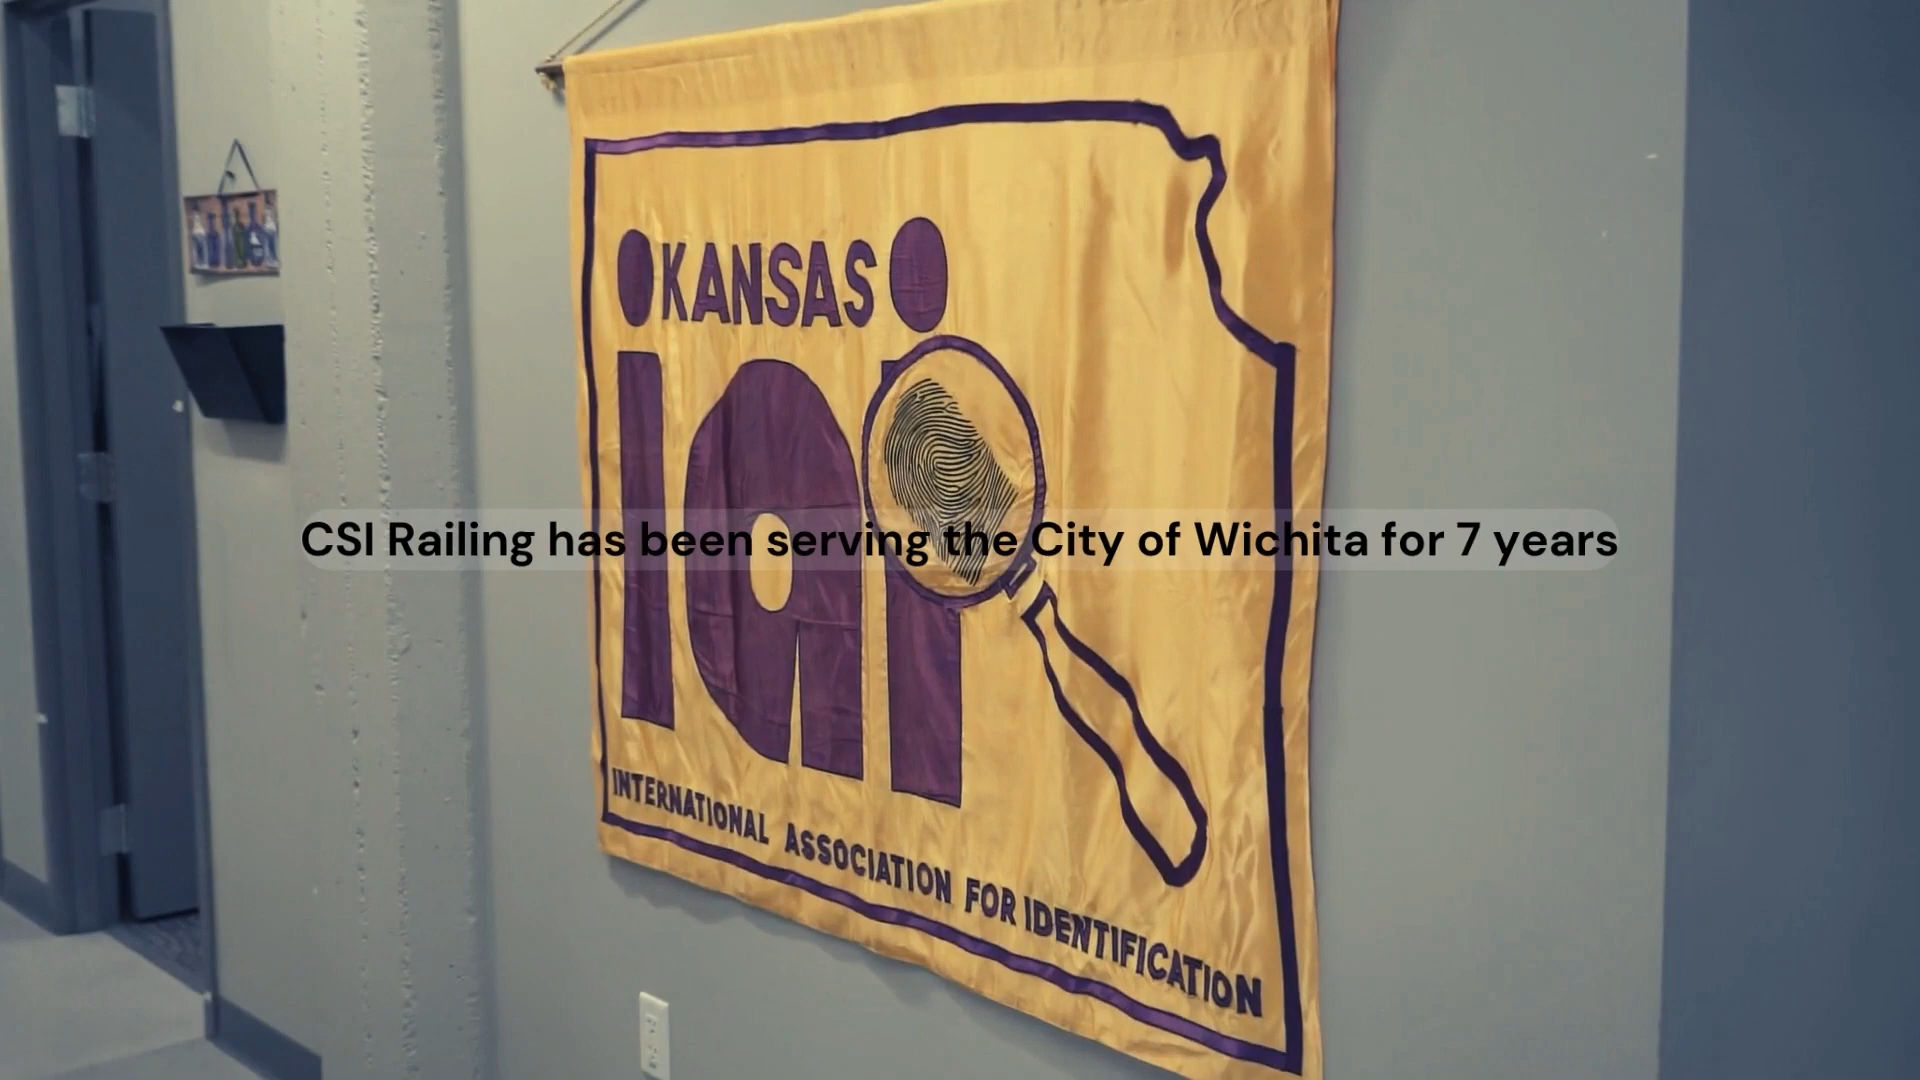 KANSAS
iai
CSI Railing has been serving the City of Wichita for 7 years
INTERNATIONAL ASSOCIATION FOR IDENTIFICATION